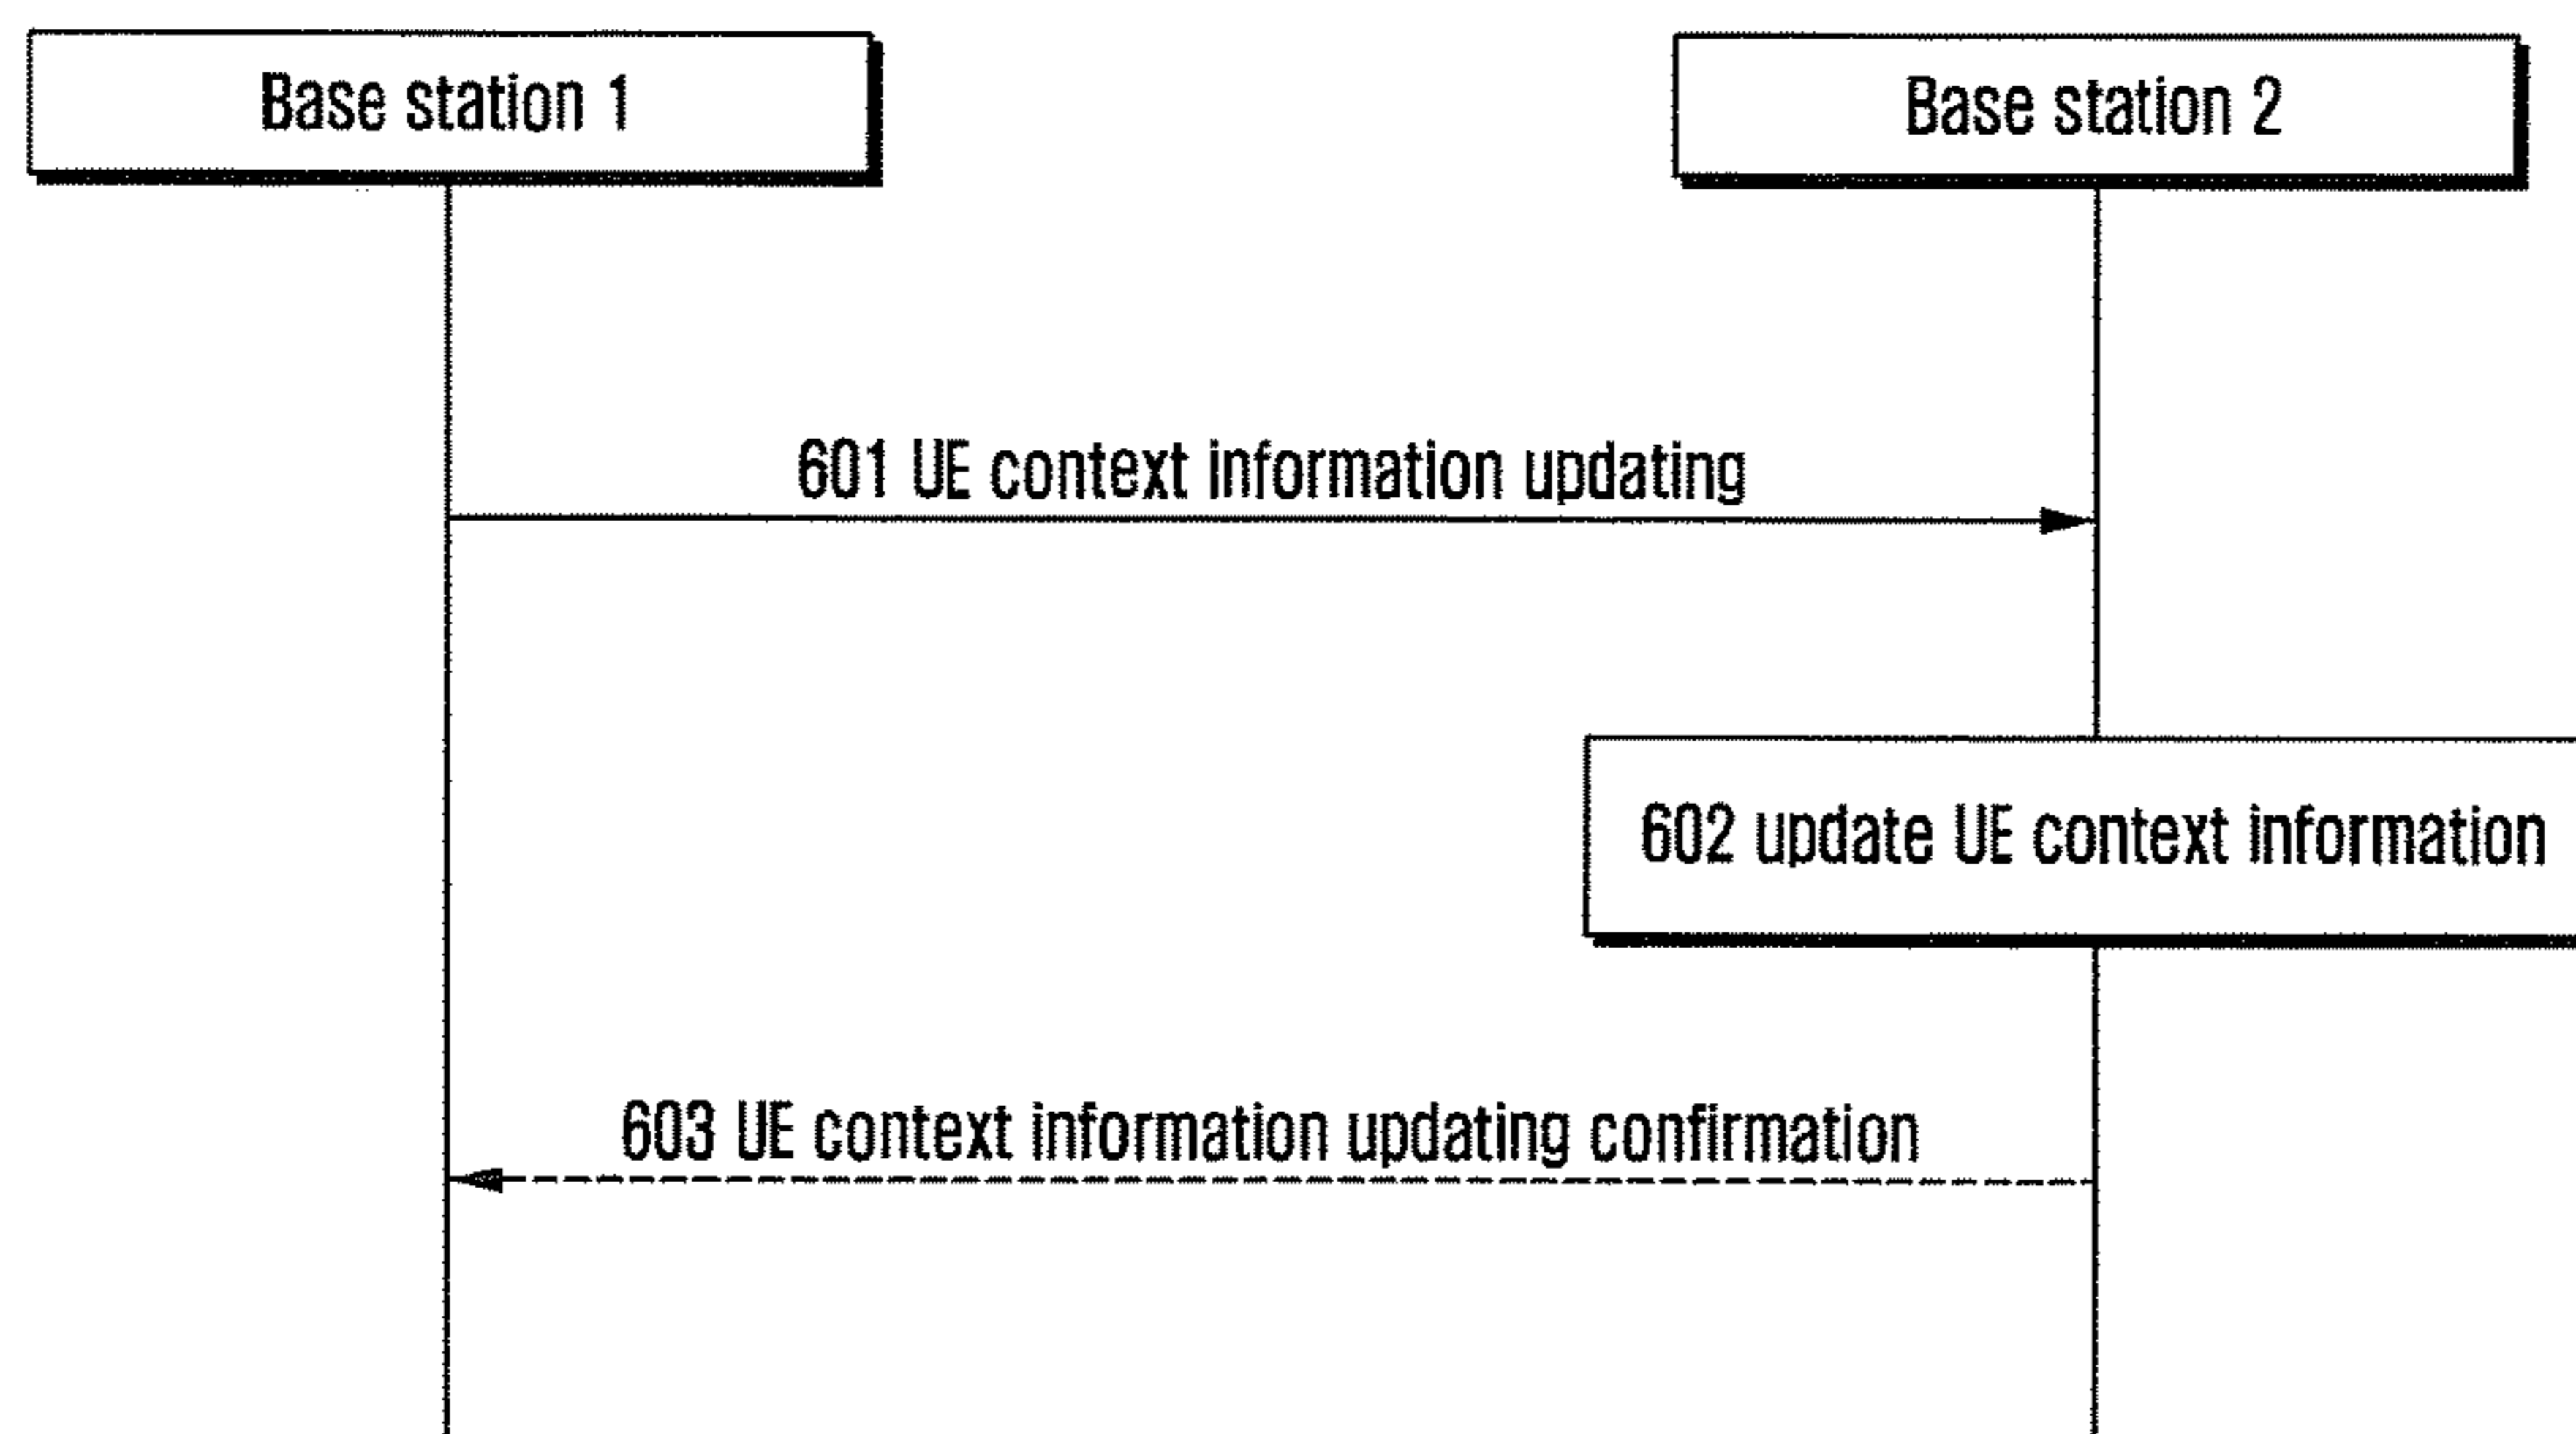 Base station 1
Base station 2
601 UE context information updating
602 update UE context information
603 UE context information updating confirmation